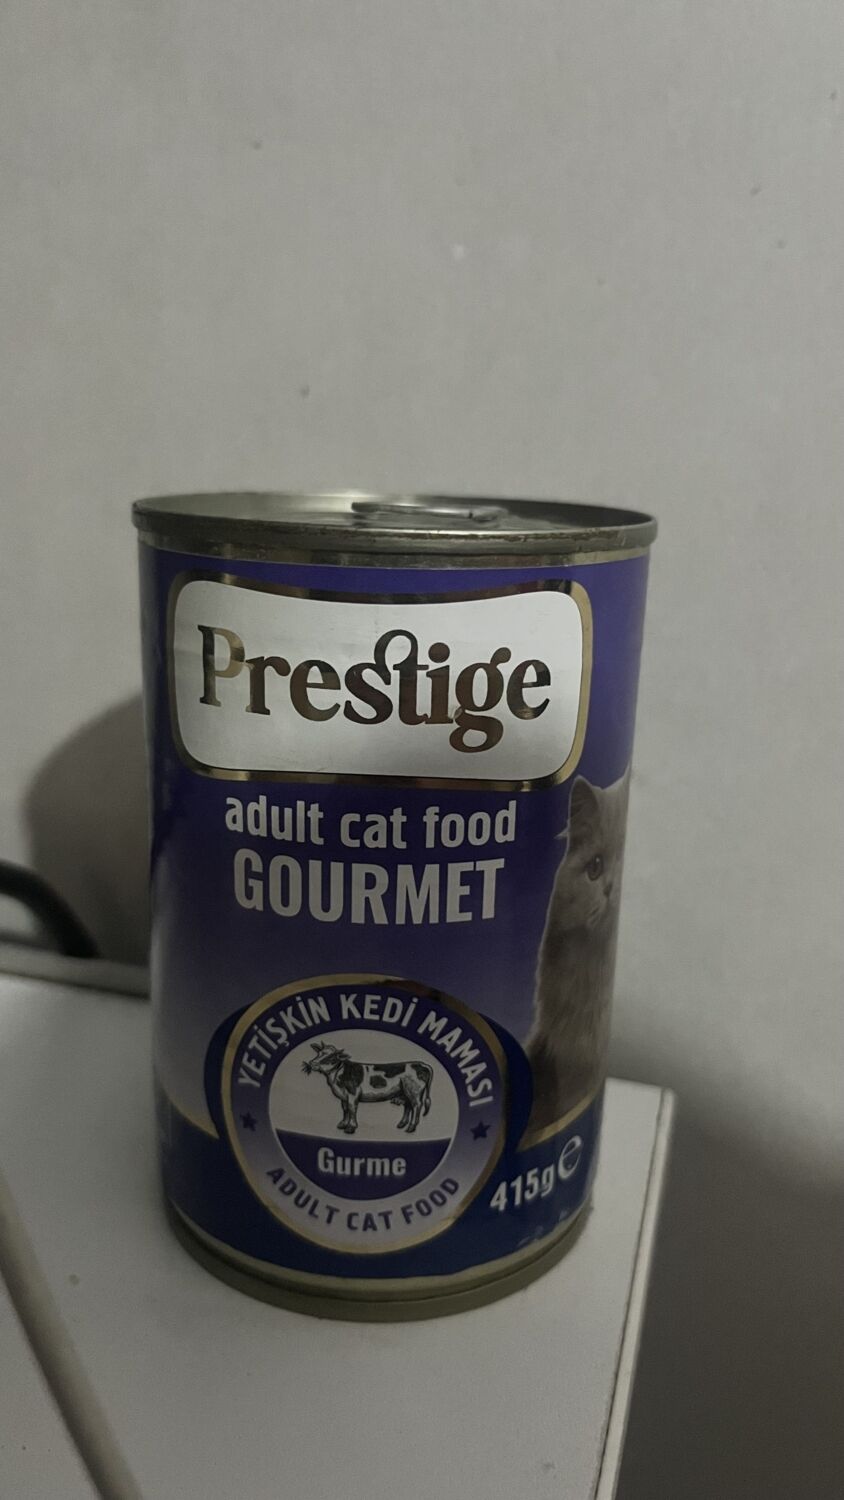 Prestige
adult cat food
GOURMET
YETİŞKİN KEDİ MAMASI
Gurme
ADULT CAT FOOD
415g ℮